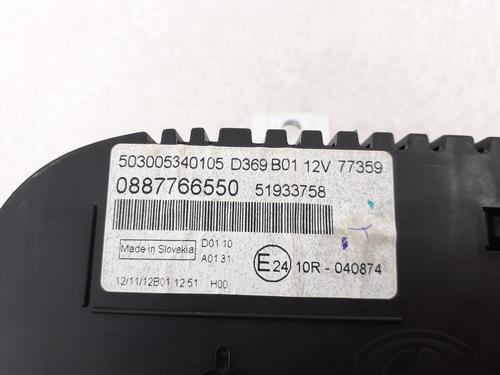 503005340105 D369 B01 12V 77359
0887766550 51933758
Made in Slovakia D01 10
A01 31
E24 10R - 040874
12/11/12B01 12 51 H00